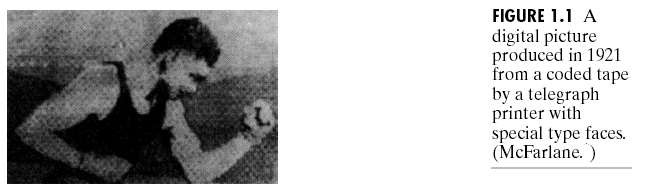 FIGURE 1.1 A
digital picture
produced in 1921
from a coded tape
by a telegraph
printer with
special type faces.
(McFarlane.)